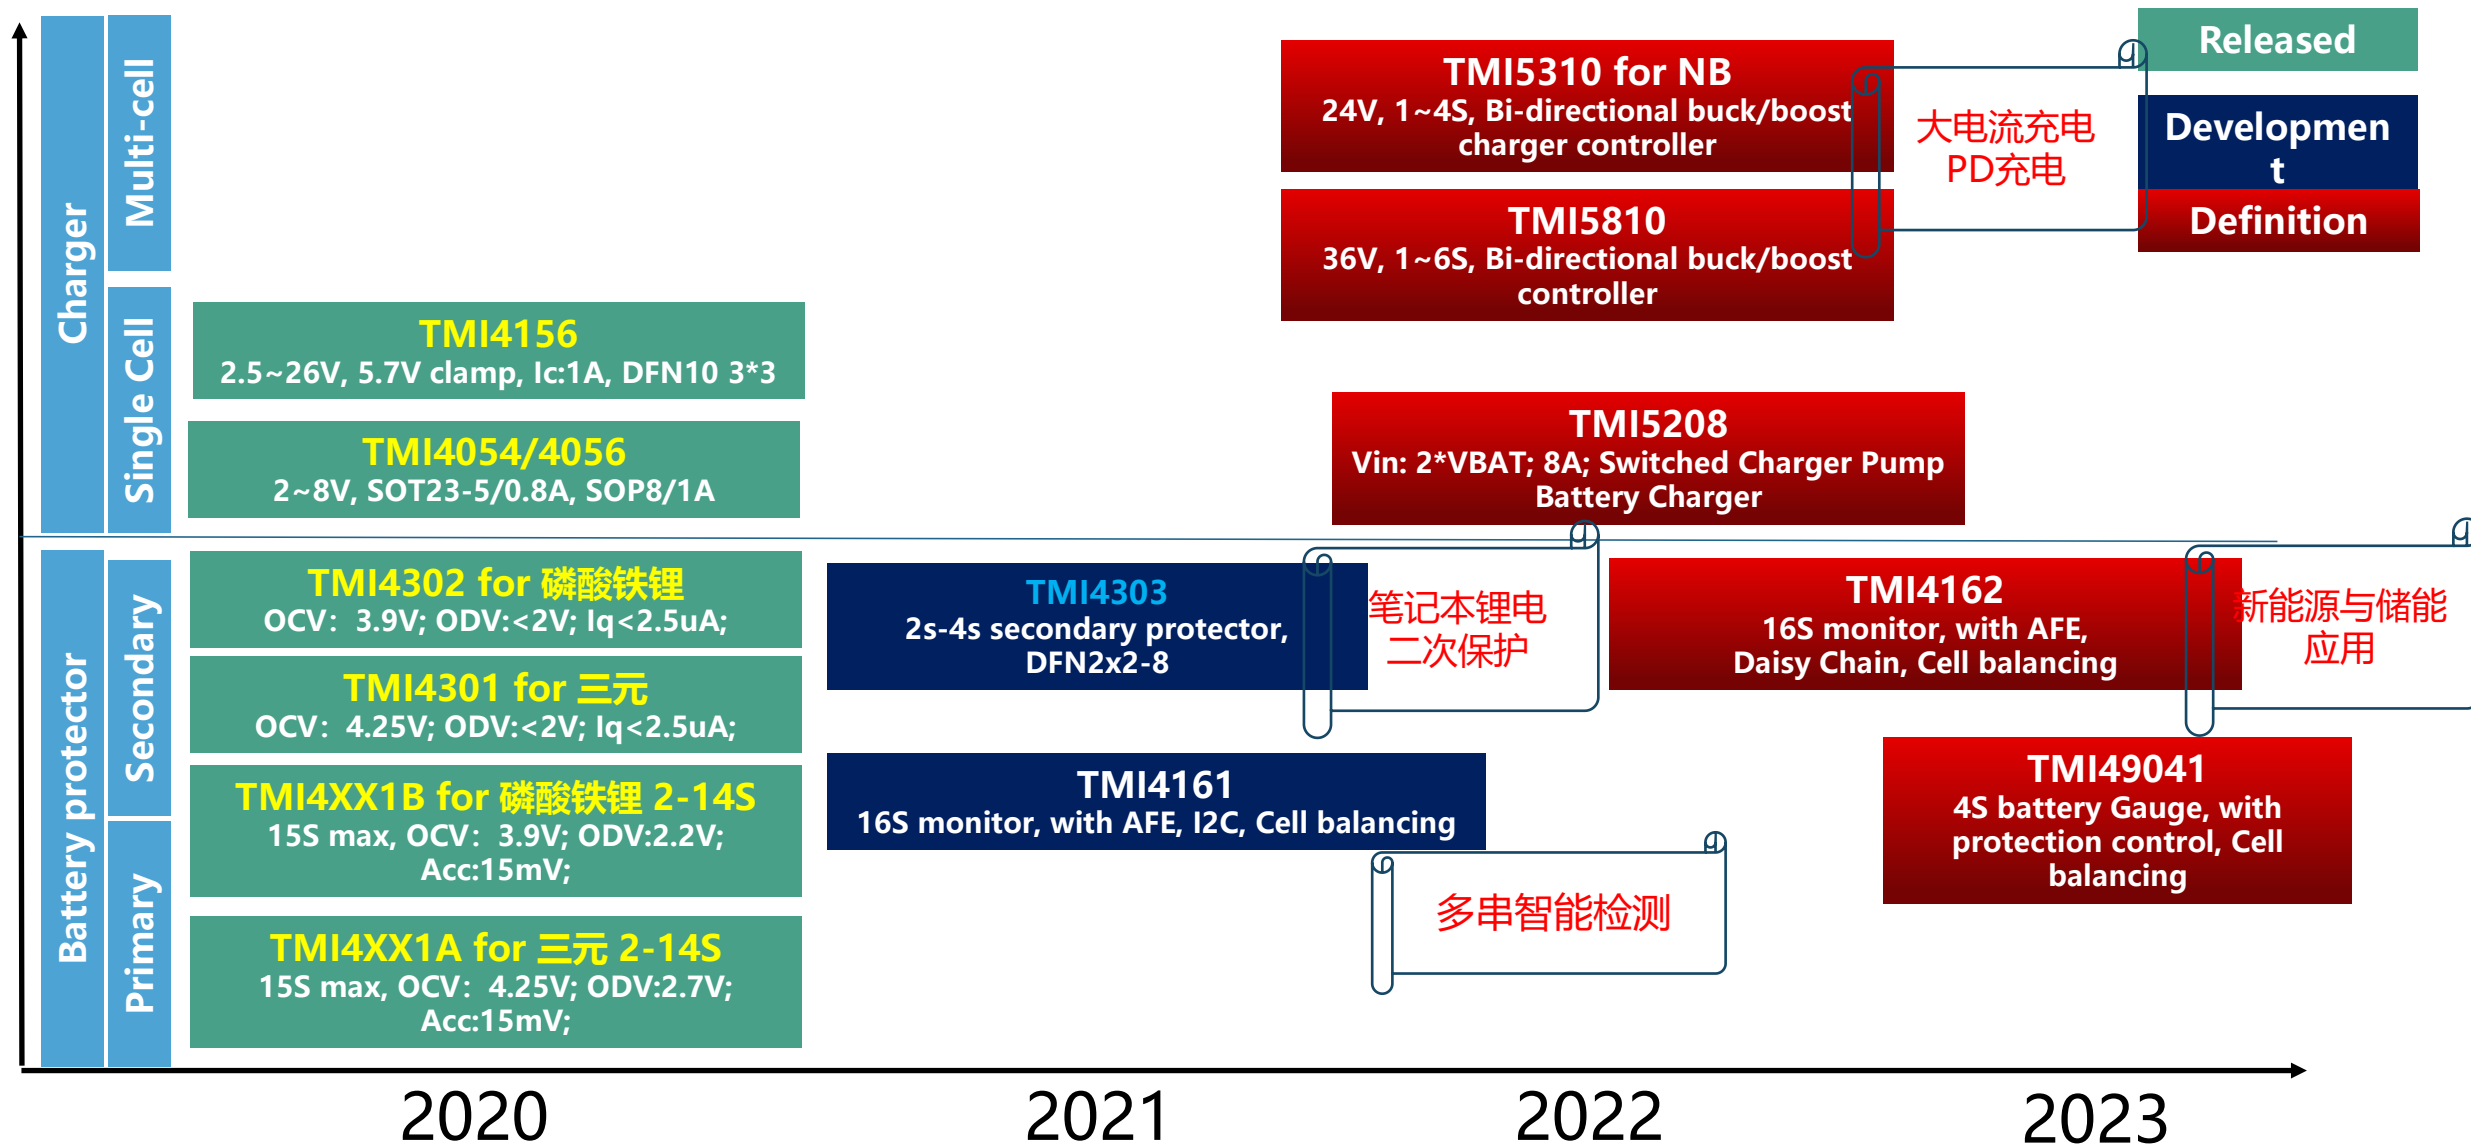 Charger
Multi-cell
Single Cell
Battery protector
Secondary
Primary
TMI5310 for NB
24V, 1~4S, Bi-directional buck/boost
charger controller
大电流充电
PD充电
Released
Developmen
t
Definition
TMI5810
36V, 1~6S, Bi-directional buck/boost
controller
TMI4156
2.5~26V, 5.7V clamp, Ic:1A, DFN10 3*3
TMI4054/4056
2~8V, SOT23-5/0.8A, SOP8/1A
TMI5208
Vin: 2*VBAT; 8A; Switched Charger Pump
Battery Charger
TMI4302 for 磷酸铁锂
OCV：3.9V; ODV:<2V; Iq<2.5uA;
TMI4301 for 三元
OCV：4.25V; ODV:<2V; Iq<2.5uA;
TMI4303
2s-4s secondary protector,
DFN2x2-8
笔记本锂电
二次保护
TMI4162
16S monitor, with AFE,
Daisy Chain, Cell balancing
新能源与储能
应用
TMI4XX1B for 磷酸铁锂 2-14S
15S max, OCV：3.9V; ODV:2.2V;
Acc:15mV;
TMI4161
16S monitor, with AFE, I2C, Cell balancing
TMI49041
4S battery Gauge, with
protection control, Cell
balancing
多串智能检测
TMI4XX1A for 三元 2-14S
15S max, OCV：4.25V; ODV:2.7V;
Acc:15mV;
2020
2021
2022
2023